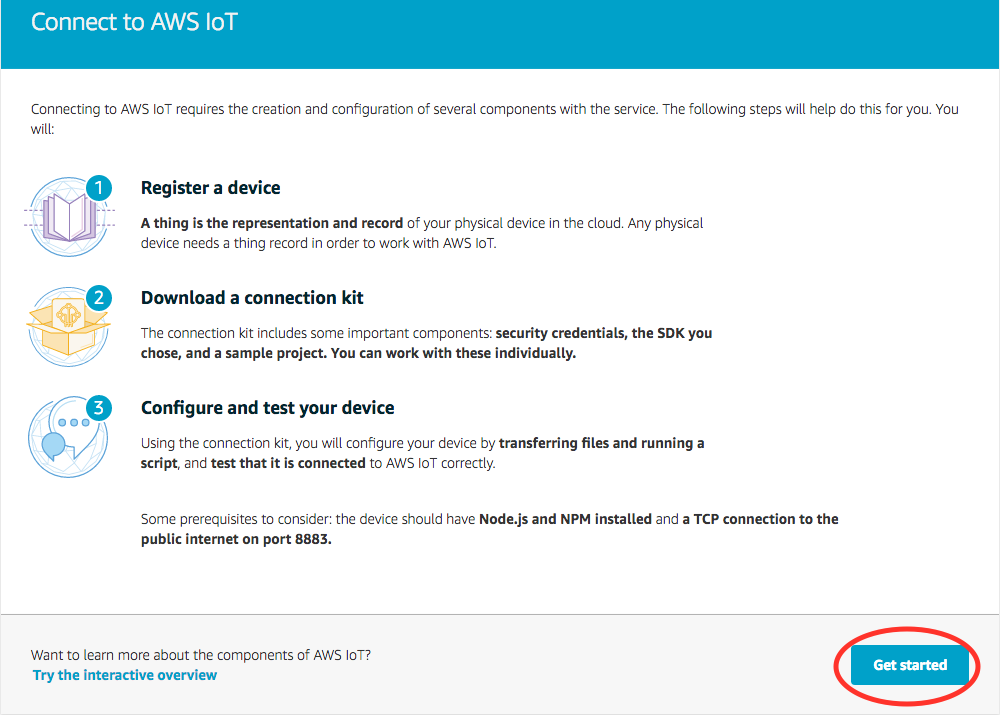 Connect to AWS IoT
Connecting to AWS IoT requires the creation and configuration of several components with the service. The following steps will help do this for you. You
will:
1
Register a device
A thing is the representation and record of your physical device in the cloud. Any physical
device needs a thing record in order to work with AWS IoT.
2
Download a connection kit
The connection kit includes some important components: security credentials, the SDK you
chose, and a sample project. You can work with these individually.
3
Configure and test your device
Using the connection kit, you will configure your device by transferring files and running a
script, and test that it is connected to AWS IoT correctly.
Some prerequisites to consider: the device should have Node.js and NPM installed and a TCP connection to the
public internet on port 8883.
Want to learn more about the components of AWS IoT?
Try the interactive overview
Get started